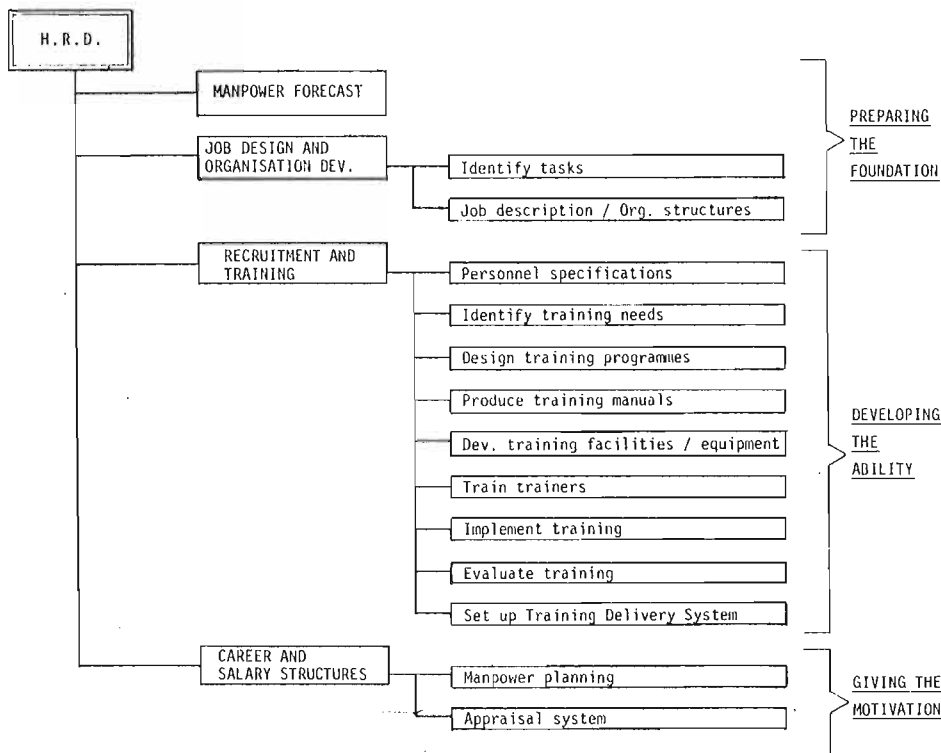 H.R.D.
MANPOWER FORECAST
JOB DESIGN AND
ORGANISATION DEV.
Identify tasks
Job description / Org. structures
PREPARING
THE
FOUNDATION
RECRUITMENT AND
TRAINING
Personnel specifications
Identify training needs
Design training programmes
Produce training manuals
Dev. training facilities / equipment
Train trainers
Implement training
Evaluate training
Set up Training Delivery System
DEVELOPING
THE
ABILITY
CAREER AND
SALARY STRUCTURES
Manpower planning
Appraisal system
GIVING THE
MOTIVATION